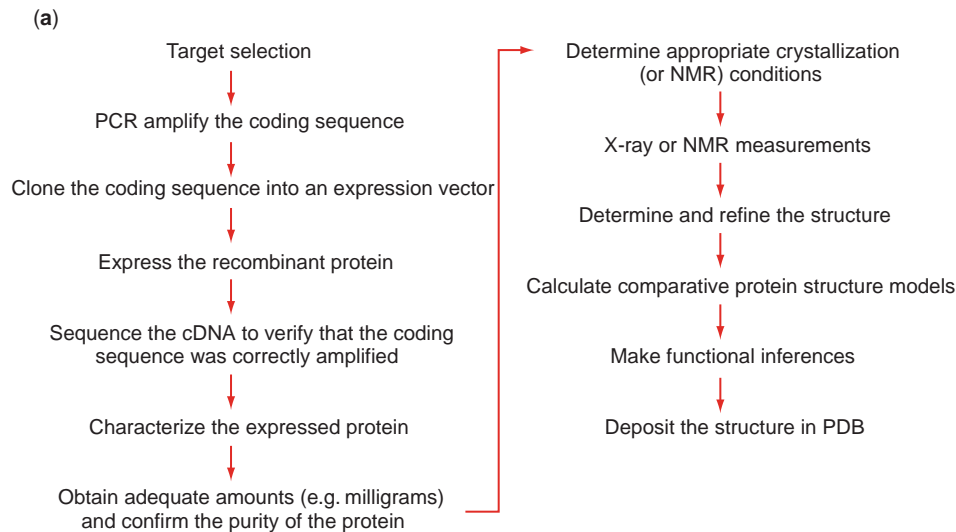 (a)
Target selection
PCR amplify the coding sequence
Clone the coding sequence into an expression vector
Express the recombinant protein
Sequence the cDNA to verify that the coding
sequence was correctly amplified
Characterize the expressed protein
Obtain adequate amounts (e.g. milligrams)
and confirm the purity of the protein
Determine appropriate crystallization
(or NMR) conditions
X-ray or NMR measurements
Determine and refine the structure
Calculate comparative protein structure models
Make functional inferences
Deposit the structure in PDB